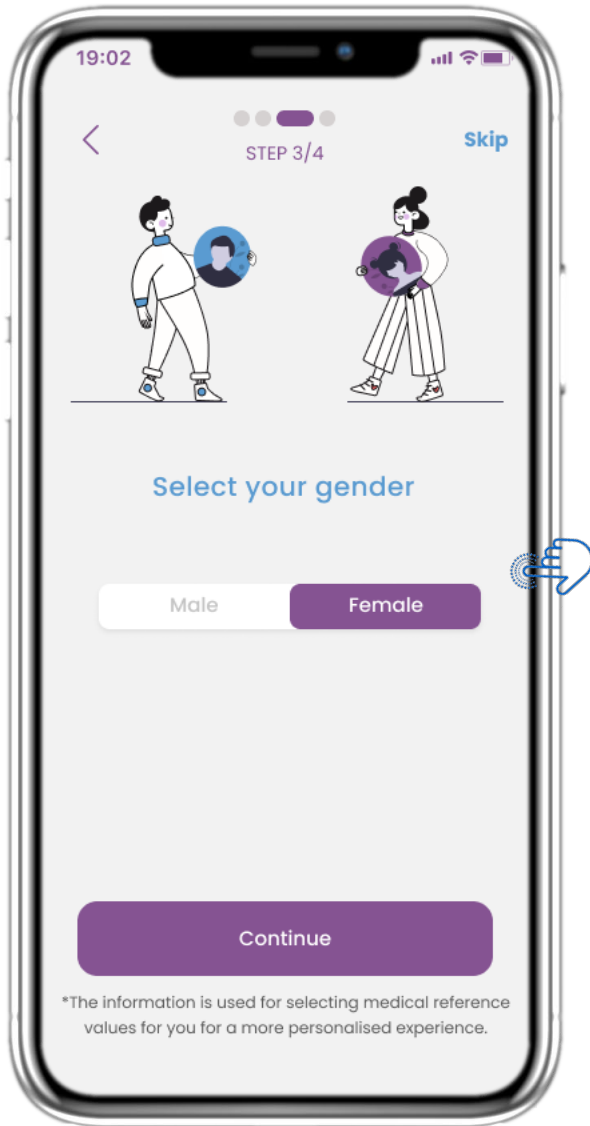 19:02
STEP 3/4
Skip
Select your gender
Male
Female
Continue
*The information is used for selecting medical reference
values for you for a more personalised experience.